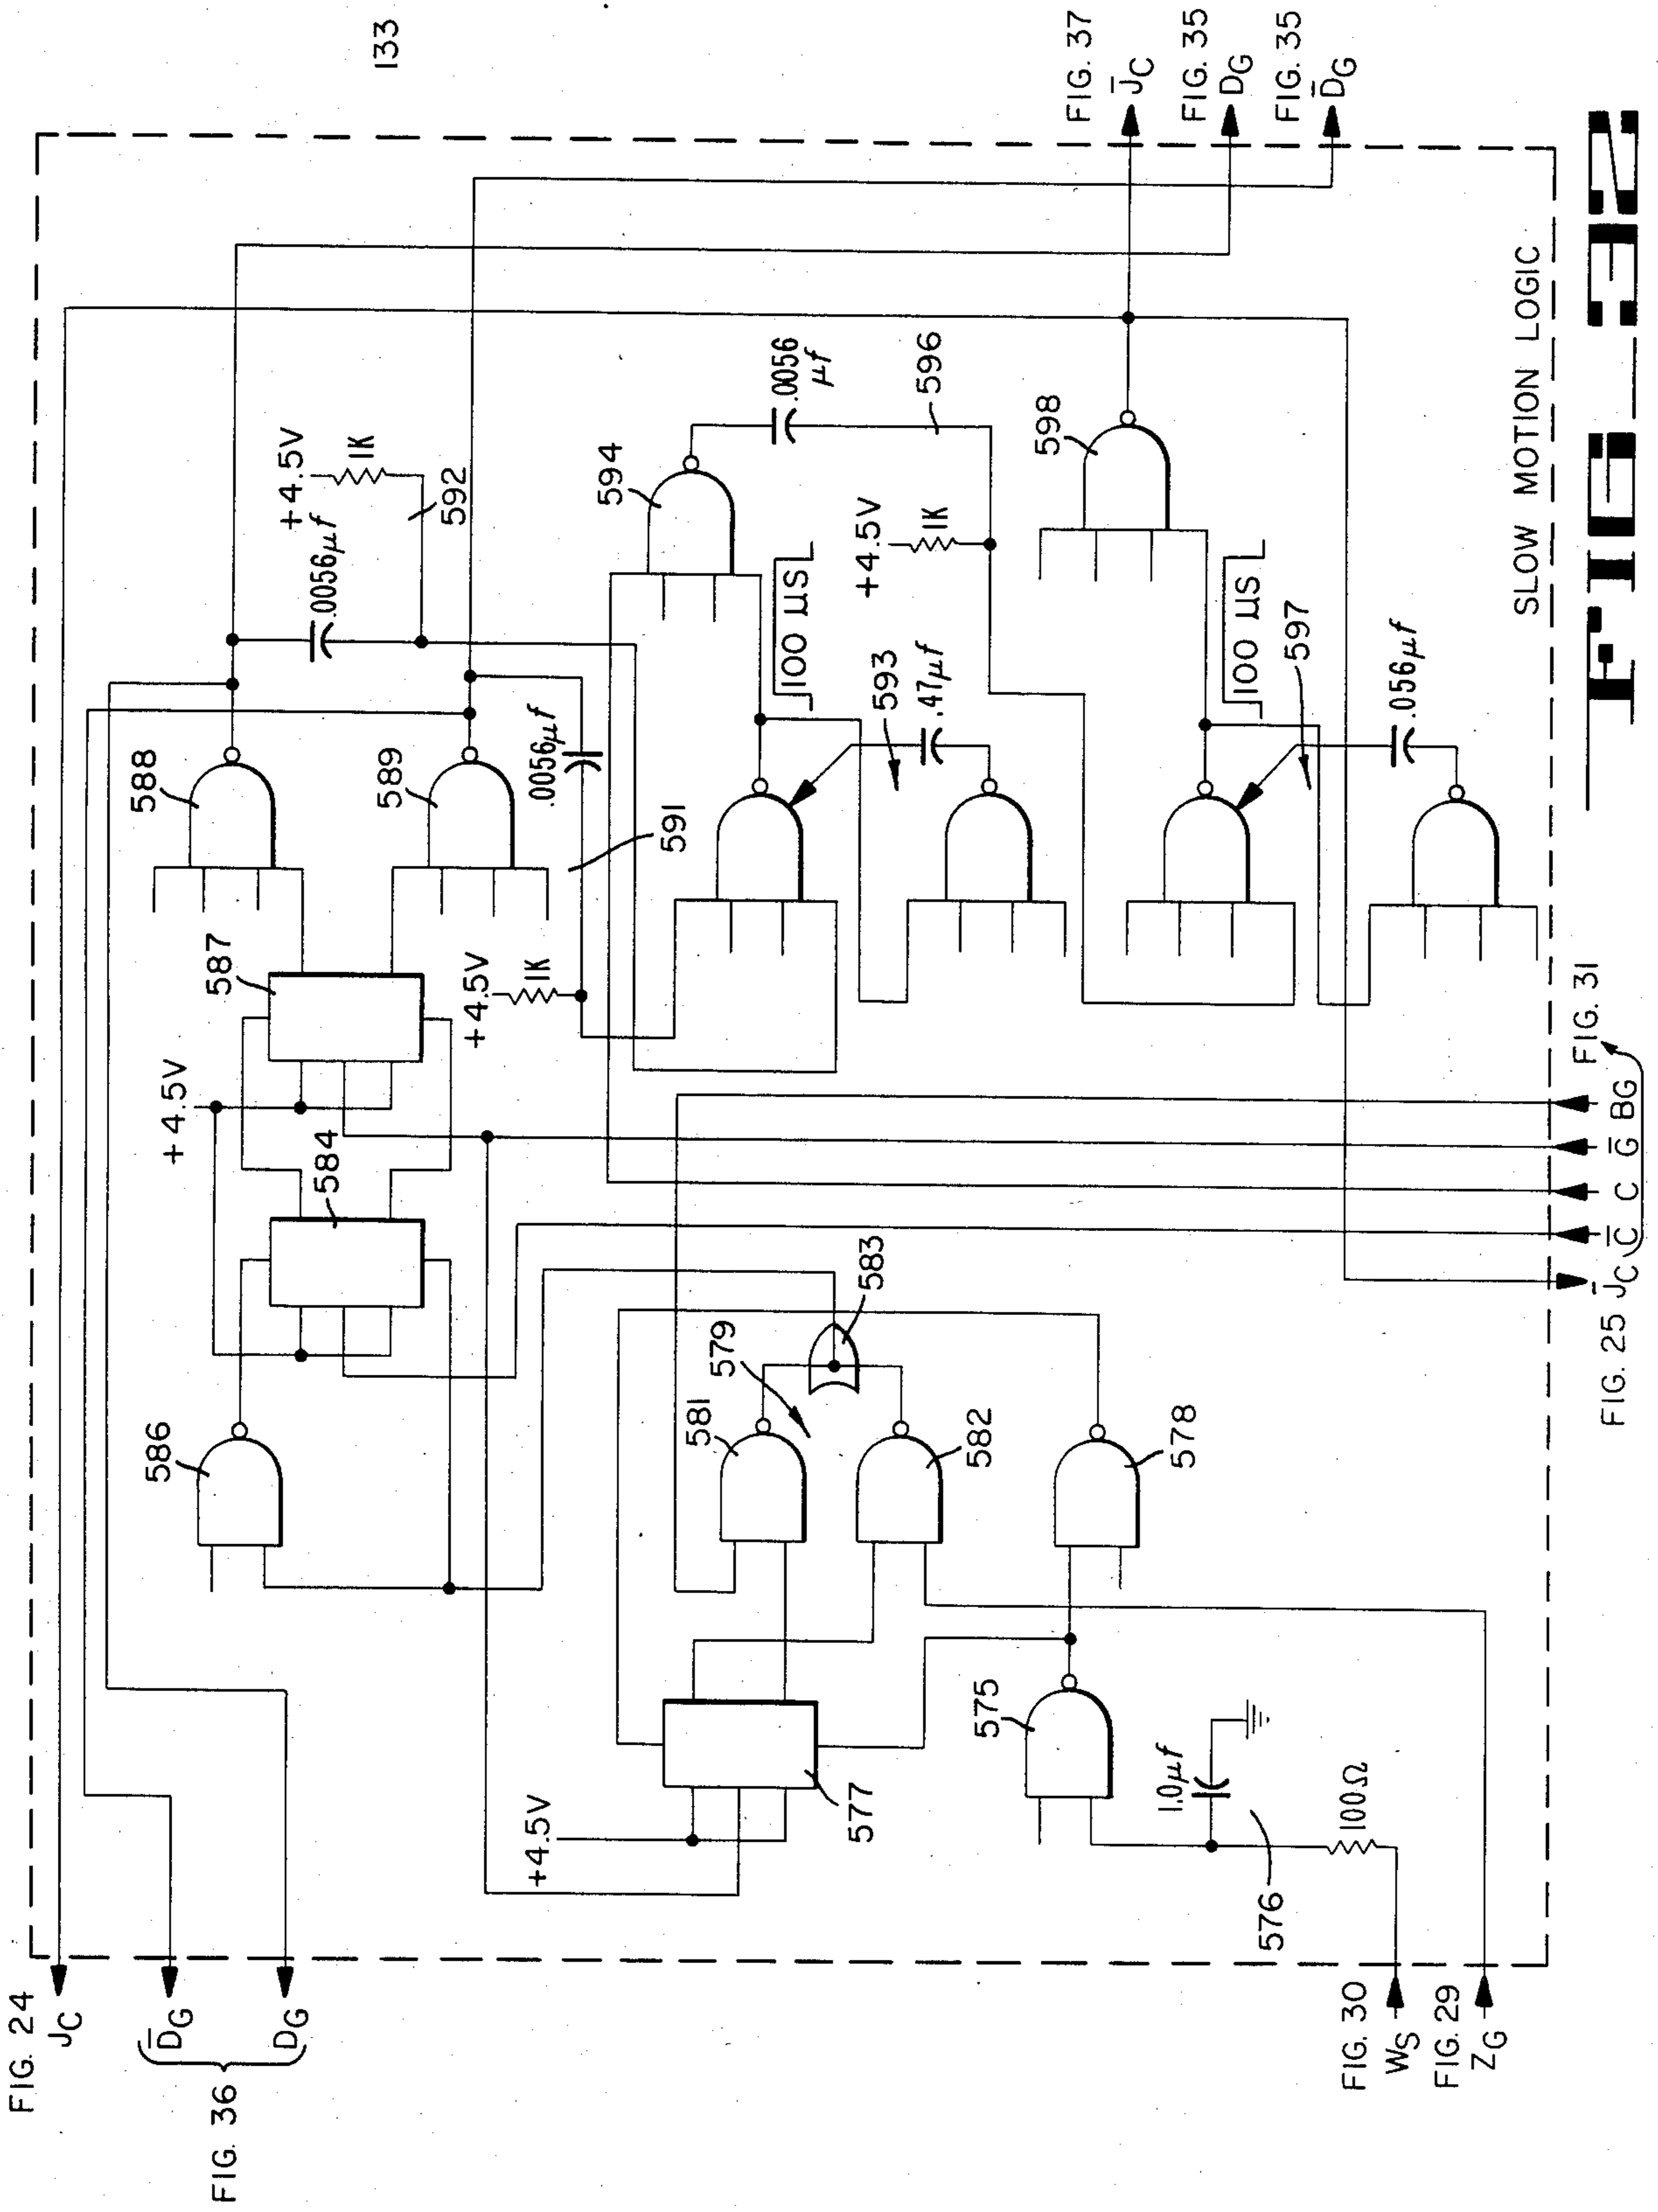 133
FIG. 24
JC
D̄G
DG
FIG. 36
FIG. 30
WS
FIG. 29
ZG
586
584
+4.5V
587
588
589
+4.5V
1K
.0056μf
591
.0056μf
+4.5V
1K
592
+4.5V
577
581
579
583
582
575
578
1.0μf
576
100Ω
594
100 μS
593
.47μf
.0056
μf
596
+4.5V
1K
598
100 μS
597
.056μf
FIG. 37
J̄C
FIG. 35
DG
FIG. 35
D̄G
FIG. 25
J̄C
C̄
C
Ḡ
BG
FIG. 31
SLOW MOTION LOGIC
FIG_32